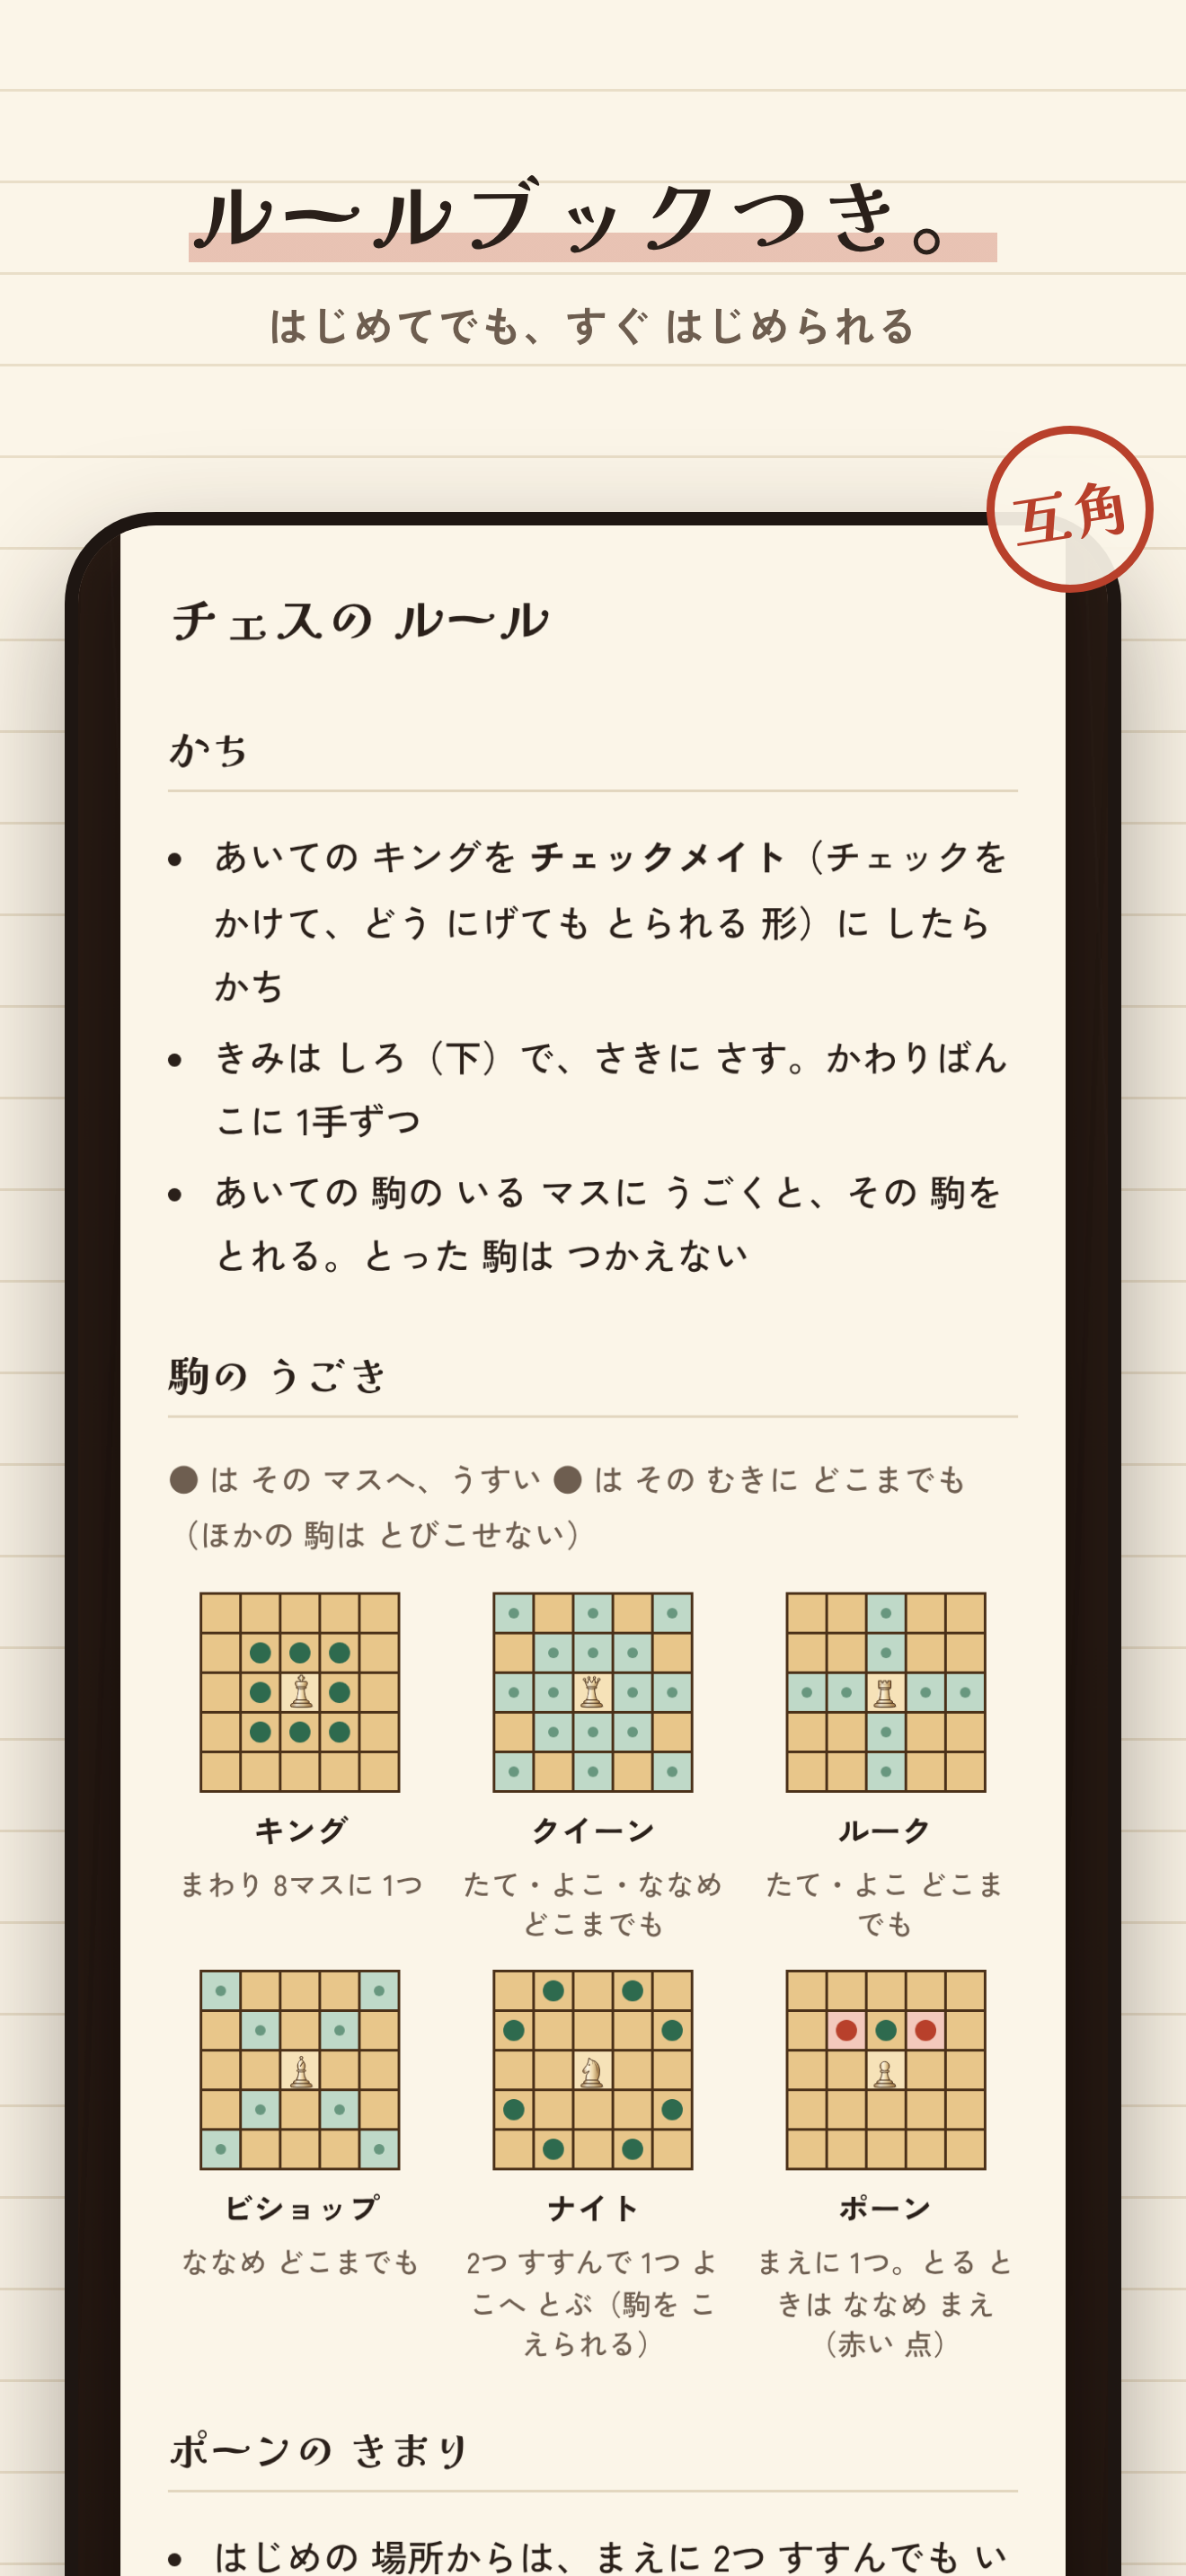 ルールブックつき。
はじめてでも、すぐ はじめられる
互角
チェスの ルール
かち
• あいての キングを チェックメイト（チェックを
かけて、どう にげても とられる 形）に したら
かち
• きみは しろ（下）で、さきに さす。かわりばん
こに 1手ずつ
• あいての 駒の いる マスに うごくと、その 駒を
とれる。とった 駒は つかえない
駒の うごき
● は その マスへ、うすい ● は その むきに どこまでも
（ほかの 駒は とびこせない）
キング
まわり 8マスに 1つ
クイーン
たて・よこ・ななめ
どこまでも
ルーク
たて・よこ どこま
でも
ビショップ
ななめ どこまでも
ナイト
2つ すすんで 1つ よ
こへ とぶ（駒を こ
えられる）
ポーン
まえに 1つ。とる と
きは ななめ まえ
（赤い 点）
ポーンの きまり
• はじめの 場所からは、まえに 2つ すすんでも い